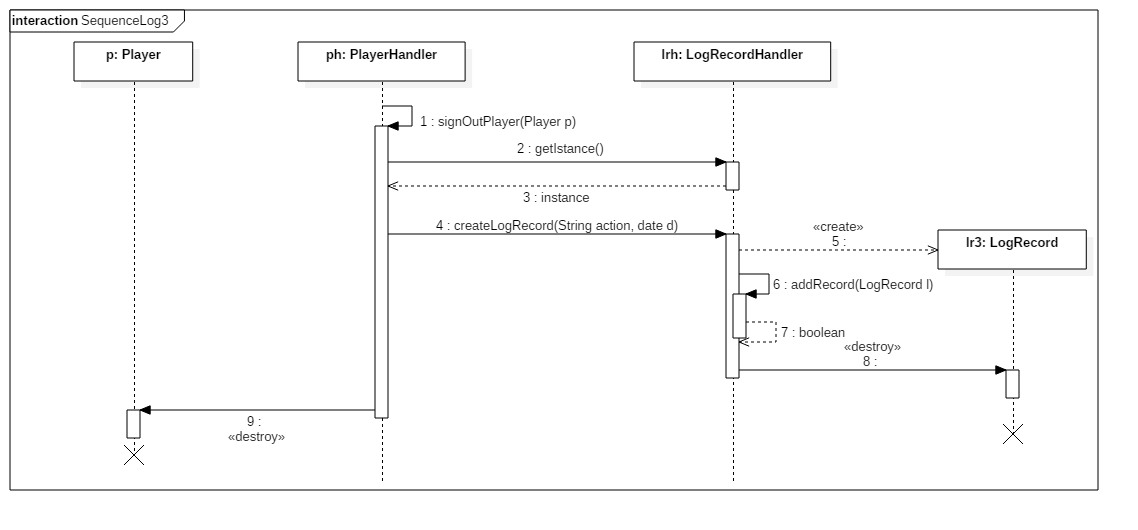 interaction SequenceLog3
p: Player
ph: PlayerHandler
lrh: LogRecordHandler
1 : signOutPlayer(Player p)
2 : getIstance()
3 : instance
4 : createLogRecord(String action, date d)
«create»
5 :
lr3: LogRecord
6 : addRecord(LogRecord l)
7 : boolean
«destroy»
8 :
9 :
«destroy»